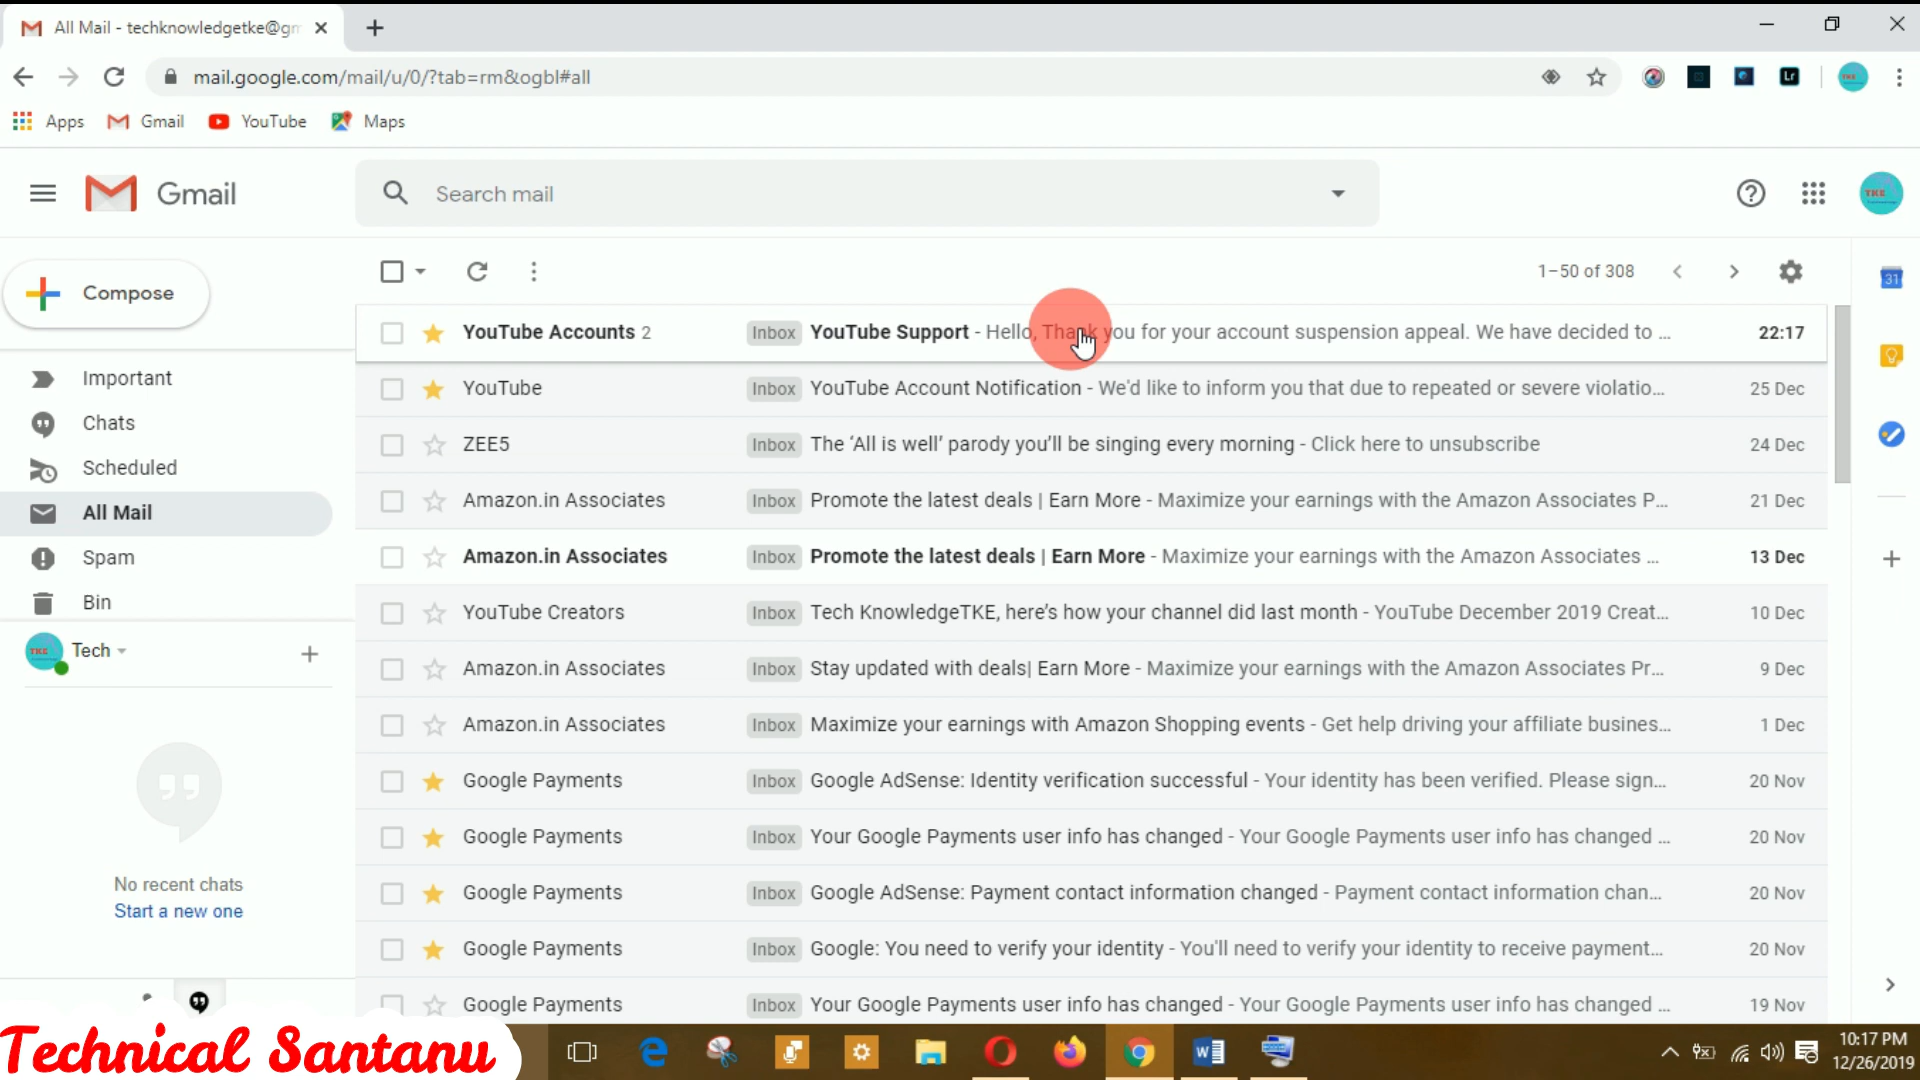 All Mail - techknowledgetke@gm
mail.google.com/mail/u/0/?tab=rm&ogbl#all
Lr
Apps
Gmail
YouTube
Maps
Gmail
Search mail
TKE
Compose
1–50 of 308
31
Important
Chats
Scheduled
All Mail
Spam
Bin
TKE
Tech
No recent chats
Start a new one
YouTube Accounts 2 Inbox YouTube Support - Hello, Thank you for your account suspension appeal. We have decided to ... 22:17
YouTube Inbox YouTube Account Notification - We'd like to inform you that due to repeated or severe violatio... 25 Dec
ZEE5 Inbox The ‘All is well’ parody you’ll be singing every morning - Click here to unsubscribe 24 Dec
Amazon.in Associates Inbox Promote the latest deals | Earn More - Maximize your earnings with the Amazon Associates P... 21 Dec
Amazon.in Associates Inbox Promote the latest deals | Earn More - Maximize your earnings with the Amazon Associates ... 13 Dec
YouTube Creators Inbox Tech KnowledgeTKE, here’s how your channel did last month - YouTube December 2019 Creat... 10 Dec
Amazon.in Associates Inbox Stay updated with deals| Earn More - Maximize your earnings with the Amazon Associates Pr... 9 Dec
Amazon.in Associates Inbox Maximize your earnings with Amazon Shopping events - Get help driving your affiliate busines... 1 Dec
Google Payments Inbox Google AdSense: Identity verification successful - Your identity has been verified. Please sign... 20 Nov
Google Payments Inbox Your Google Payments user info has changed - Your Google Payments user info has changed ... 20 Nov
Google Payments Inbox Google AdSense: Payment contact information changed - Payment contact information chan... 20 Nov
Google Payments Inbox Google: You need to verify your identity - You'll need to verify your identity to receive payment... 20 Nov
Google Payments Inbox Your Google Payments user info has changed - Your Google Payments user info has changed ... 19 Nov
Technical Santanu
10:17 PM
12/26/2019